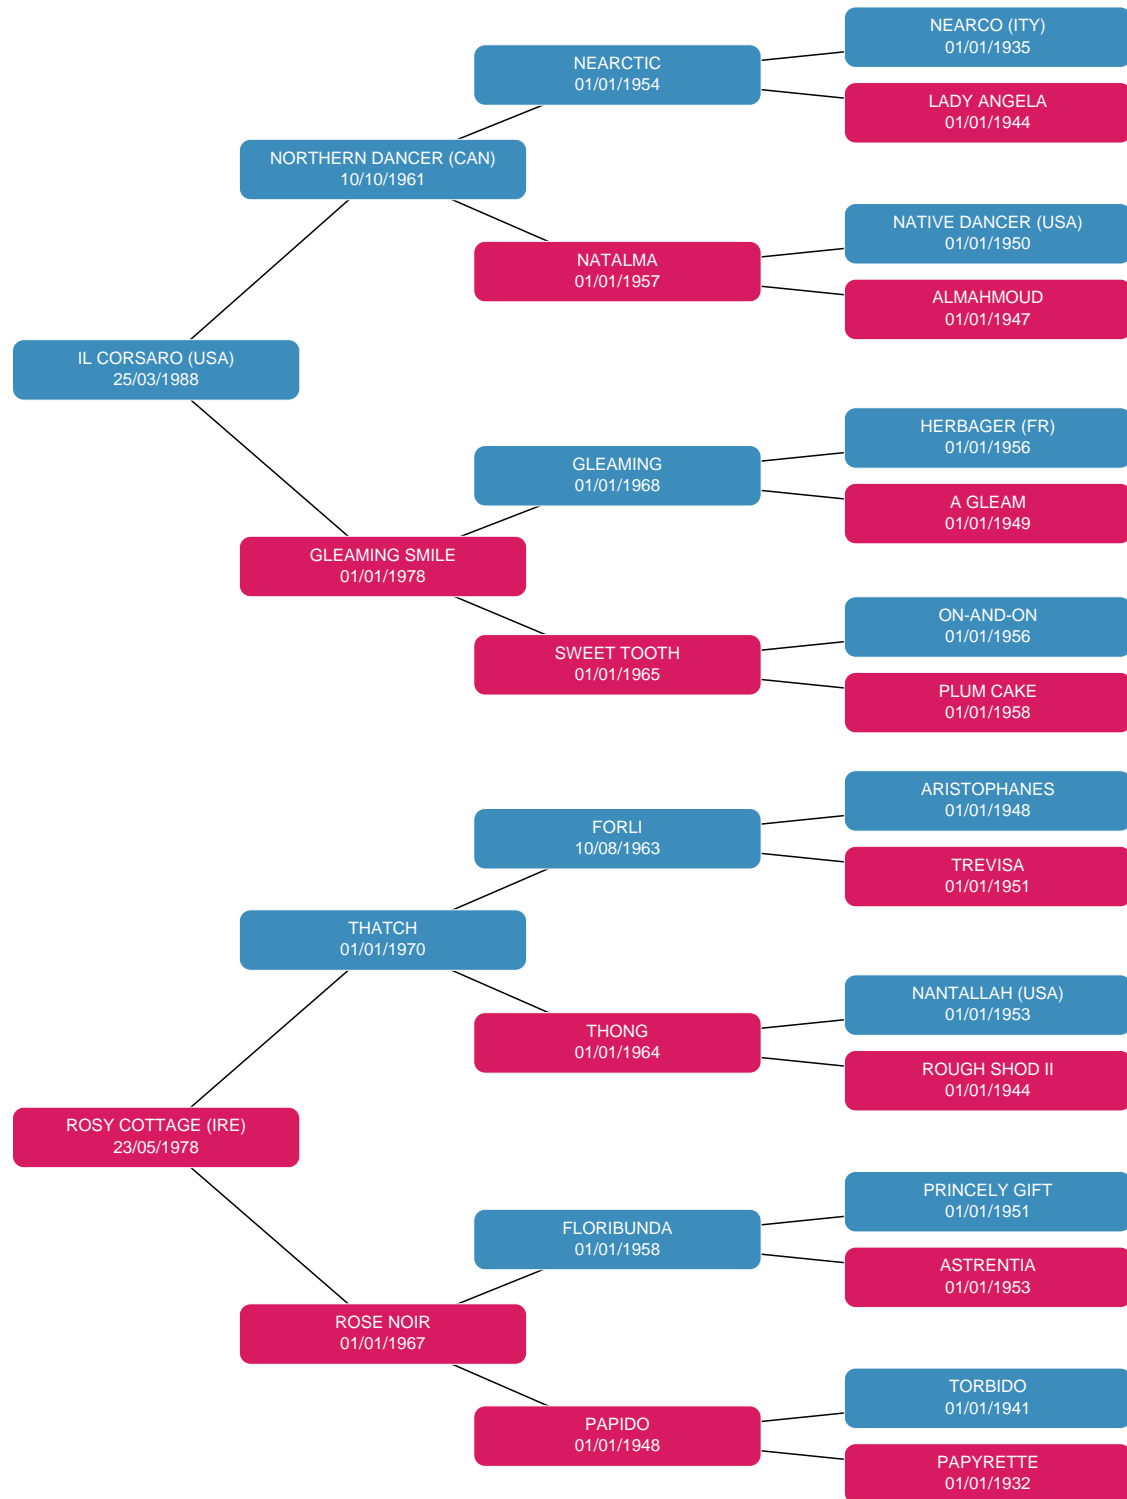 NEARCO (ITY)
01/01/1935
NEARCTIC
01/01/1954
LADY ANGELA
01/01/1944
NORTHERN DANCER (CAN)
10/10/1961
NATIVE DANCER (USA)
01/01/1950
NATALMA
01/01/1957
ALMAHMOUD
01/01/1947
IL CORSARO (USA)
25/03/1988
HERBAGER (FR)
01/01/1956
GLEAMING
01/01/1968
A GLEAM
01/01/1949
GLEAMING SMILE
01/01/1978
ON-AND-ON
01/01/1956
SWEET TOOTH
01/01/1965
PLUM CAKE
01/01/1958
ARISTOPHANES
01/01/1948
FORLI
10/08/1963
TREVISA
01/01/1951
THATCH
01/01/1970
NANTALLAH (USA)
01/01/1953
THONG
01/01/1964
ROUGH SHOD II
01/01/1944
ROSY COTTAGE (IRE)
23/05/1978
PRINCELY GIFT
01/01/1951
FLORIBUNDA
01/01/1958
ASTRENTIA
01/01/1953
ROSE NOIR
01/01/1967
TORBIDO
01/01/1941
PAPIDO
01/01/1948
PAPYRETTE
01/01/1932